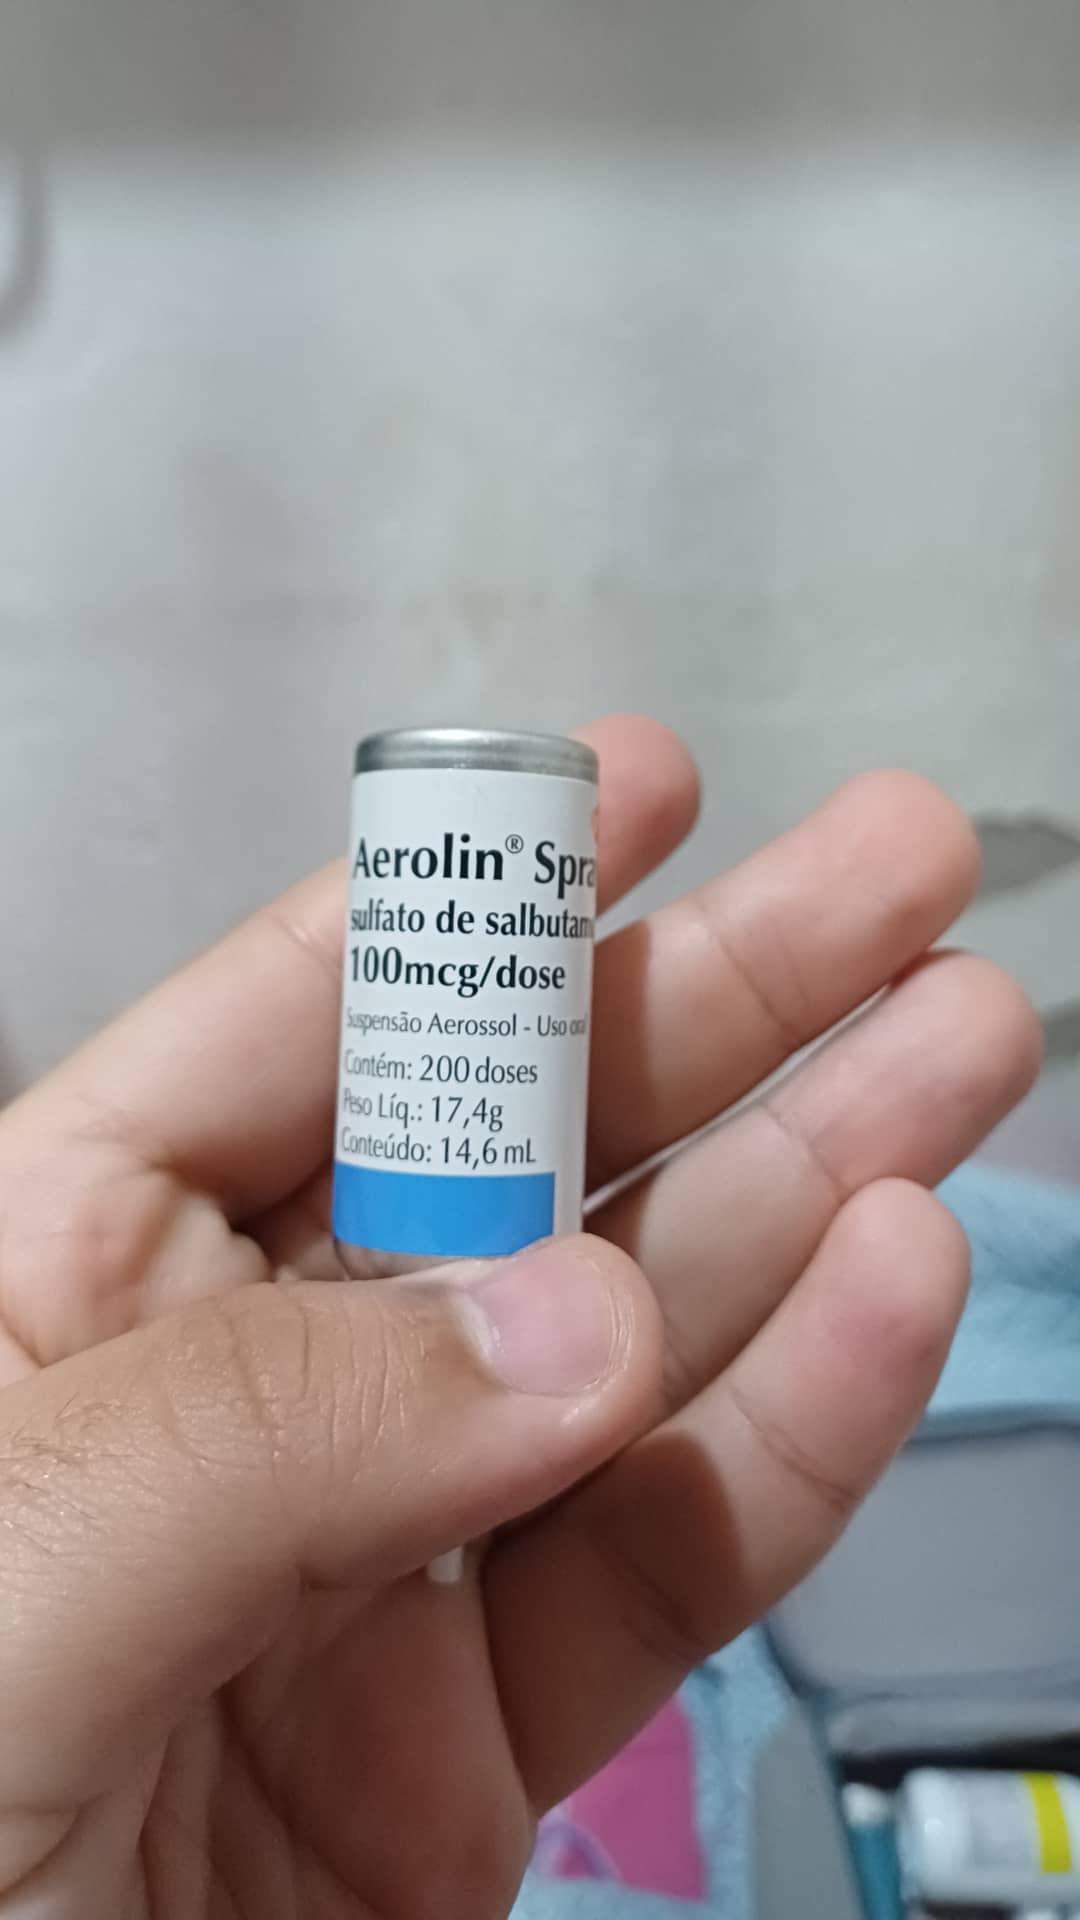 Aerolin® Spra
sulfato de salbutam
100mcg/dose
Suspensão Aerossol - Uso oral
Contém: 200 doses
Peso Líq.: 17,4g
Conteúdo: 14,6 mL